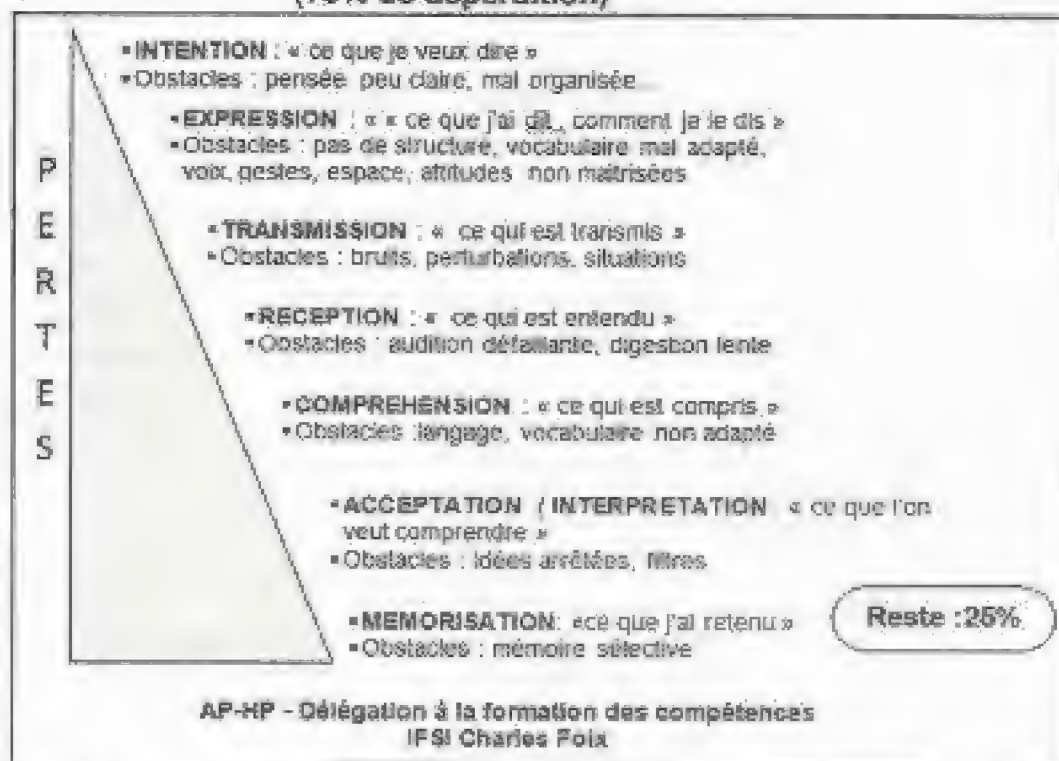 de déperdition)
▪INTENTION : « ce que je veux dire »
▪Obstacles : pensée peu claire, mal organisée
▪EXPRESSION : « « ce que j'ai dit , comment je le dis »
▪Obstacles : pas de structure, vocabulaire mal adapté,
voix, gestes, espace, attitudes non maitrisées
▪TRANSMISSION : « ce qui est transmis »
▪Obstacles : bruits, perturbations, situations
▪RECEPTION : « ce qui est entendu »
▪Obstacles : audition défaillante, digestion lente
▪COMPREHENSION : « ce qui est compris »
▪Obstacles :langage, vocabulaire non adapté
▪ACCEPTATION / INTERPRETATION : « ce que l'on
veut comprendre »
▪Obstacles : idées arrêtées, filtres
▪MEMORISATION: «ce que j'ai retenu »
▪Obstacles : mémoire sélective
Reste :25%
PERTES
AP-HP - Délégation à la formation des compétences
IFSI Charles Foix